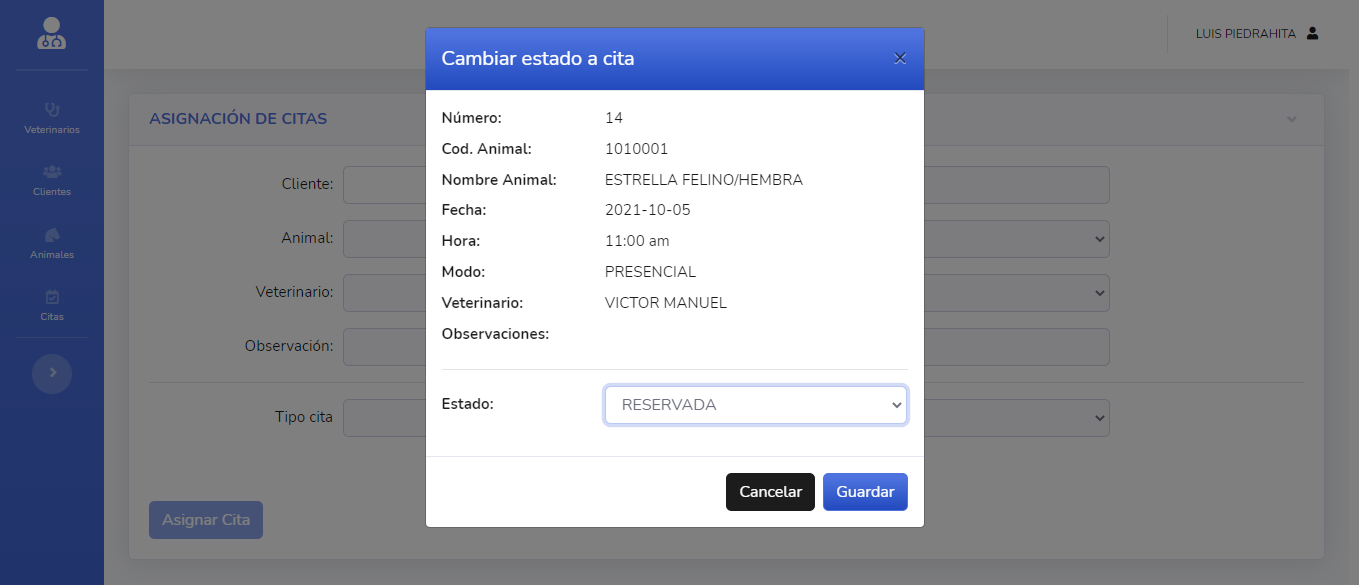 LUIS PIEDRAHITA
Veterinarios
Clientes
Animales
Citas
ASIGNACIÓN DE CITAS
Cliente:
Animal:
Veterinario:
Observación:
Tipo cita
Asignar Cita
Cambiar estado a cita ×
Número: 14
Cod. Animal: 1010001
Nombre Animal: ESTRELLA FELINO/HEMBRA
Fecha: 2021-10-05
Hora: 11:00 am
Modo: PRESENCIAL
Veterinario: VICTOR MANUEL
Observaciones:
Estado: RESERVADA
Cancelar Guardar